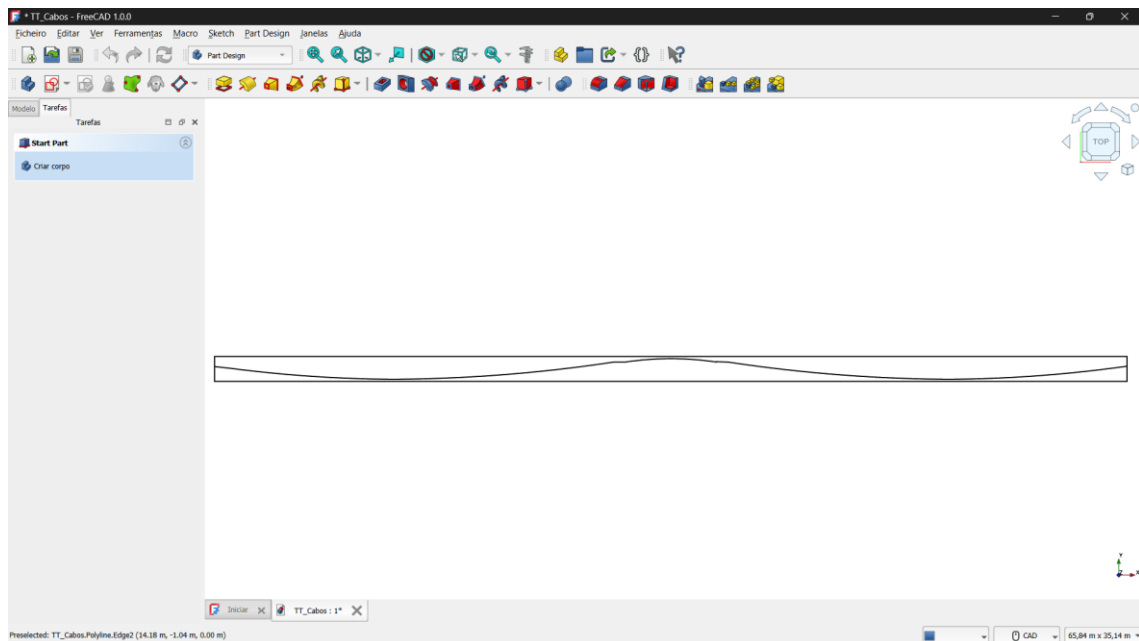 * TT_Cabos - FreeCAD 1.0.0
Ficheiro Editar Ver Ferramentas Macro Sketch Part Design Janelas Ajuda
Part Design
Modelo Tarefas
Tarefas
Start Part
Criar corpo
TOP
Y
Z X
Iniciar TT_Cabos : 1*
Preselected: TT_Cabos.Polyline.Edge2 (14.18 m, -1.04 m, 0.00 m) CAD 65,84 m x 35,14 m